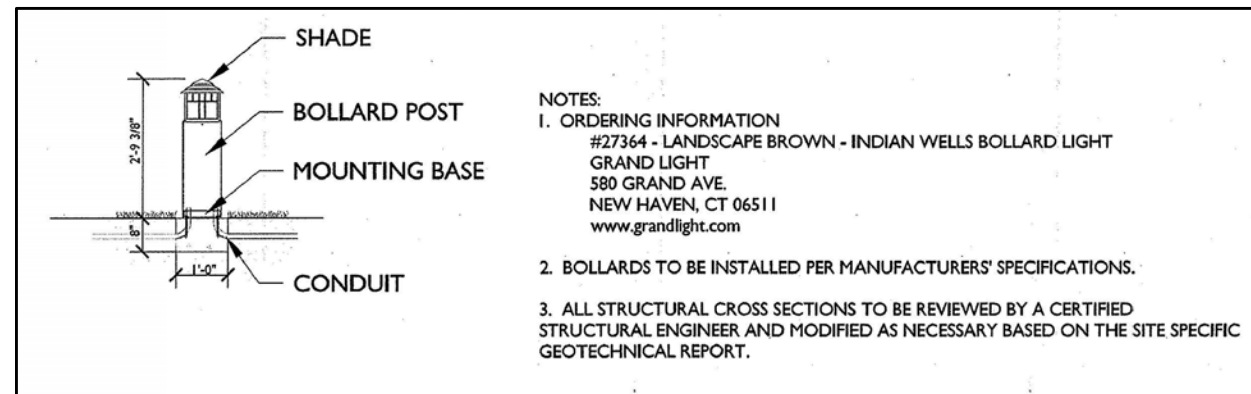 SHADE
BOLLARD POST
MOUNTING BASE
CONDUIT
2'-9 3/8"
8"
1'-0"
NOTES:
1. ORDERING INFORMATION
#27364 - LANDSCAPE BROWN - INDIAN WELLS BOLLARD LIGHT
GRAND LIGHT
580 GRAND AVE.
NEW HAVEN, CT 06511
www.grandlight.com
2. BOLLARDS TO BE INSTALLED PER MANUFACTURERS' SPECIFICATIONS.
3. ALL STRUCTURAL CROSS SECTIONS TO BE REVIEWED BY A CERTIFIED
STRUCTURAL ENGINEER AND MODIFIED AS NECESSARY BASED ON THE SITE SPECIFIC
GEOTECHNICAL REPORT.